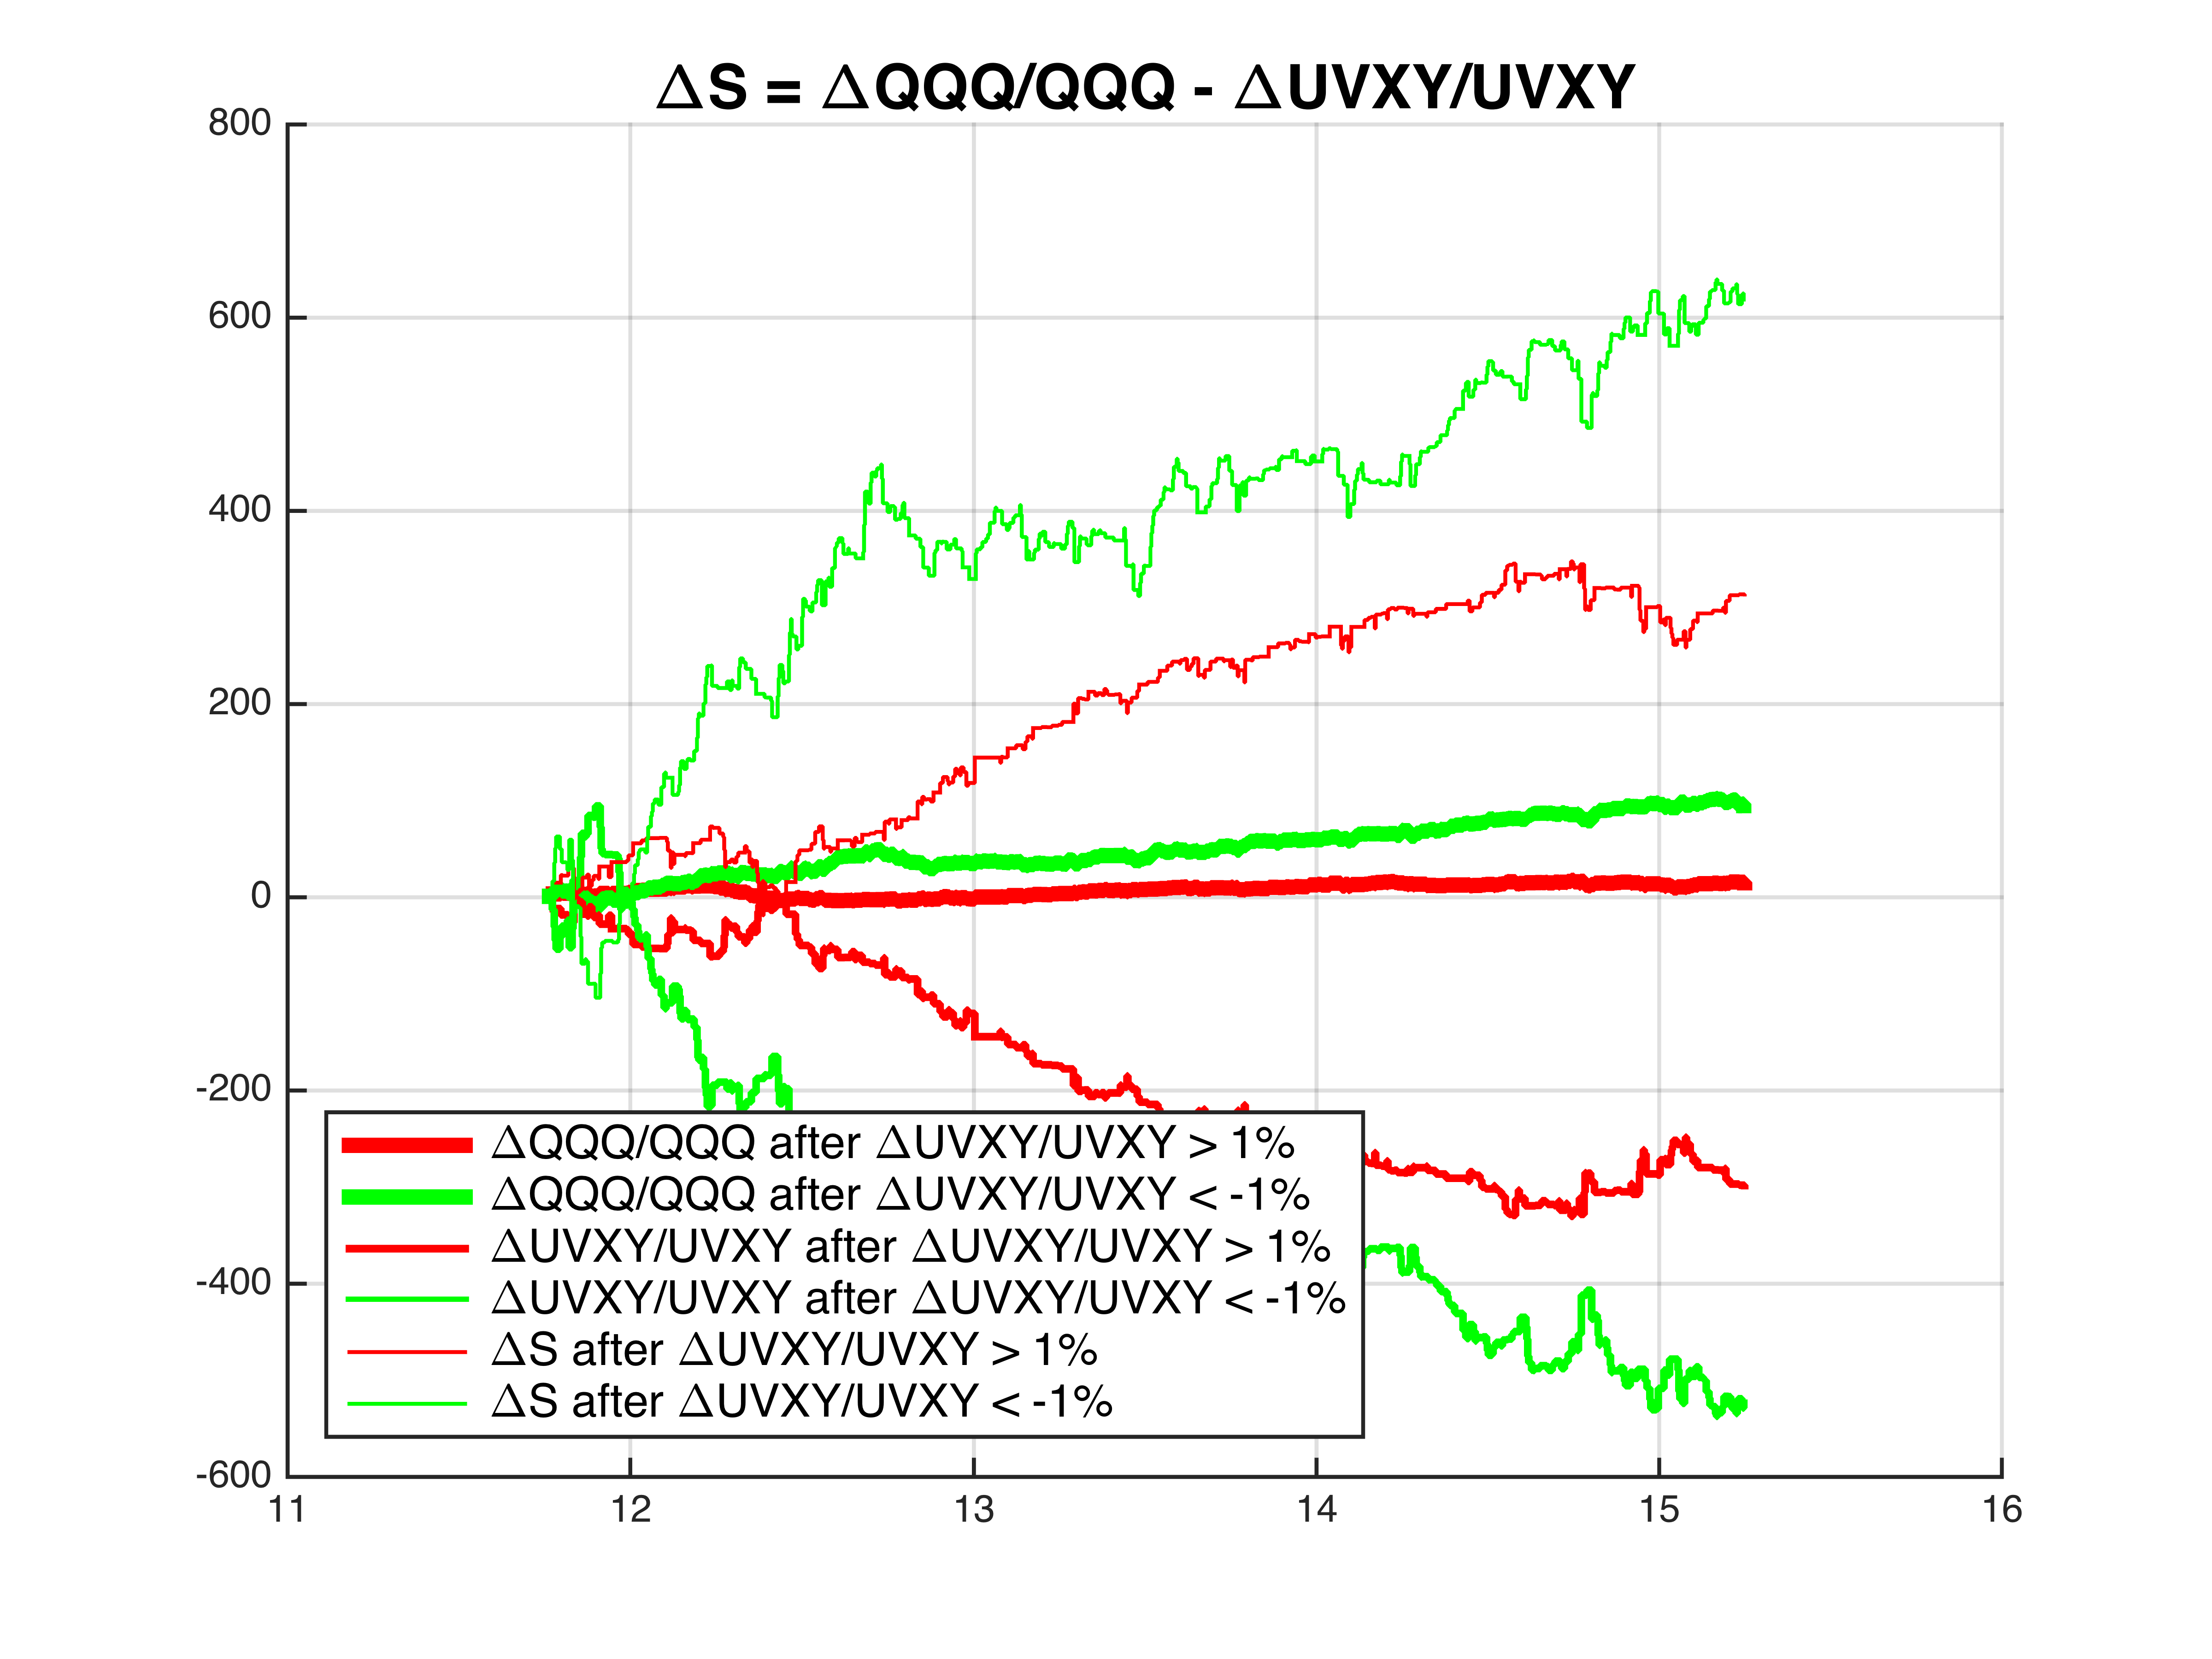 ΔS = ΔQQQ/QQQ - ΔUVXY/UVXY
800
600
400
200
0
-200
-400
-600
11 12 13 14 15 16
ΔQQQ/QQQ after ΔUVXY/UVXY > 1%
ΔQQQ/QQQ after ΔUVXY/UVXY < -1%
ΔUVXY/UVXY after ΔUVXY/UVXY > 1%
ΔUVXY/UVXY after ΔUVXY/UVXY < -1%
ΔS after ΔUVXY/UVXY > 1%
ΔS after ΔUVXY/UVXY < -1%